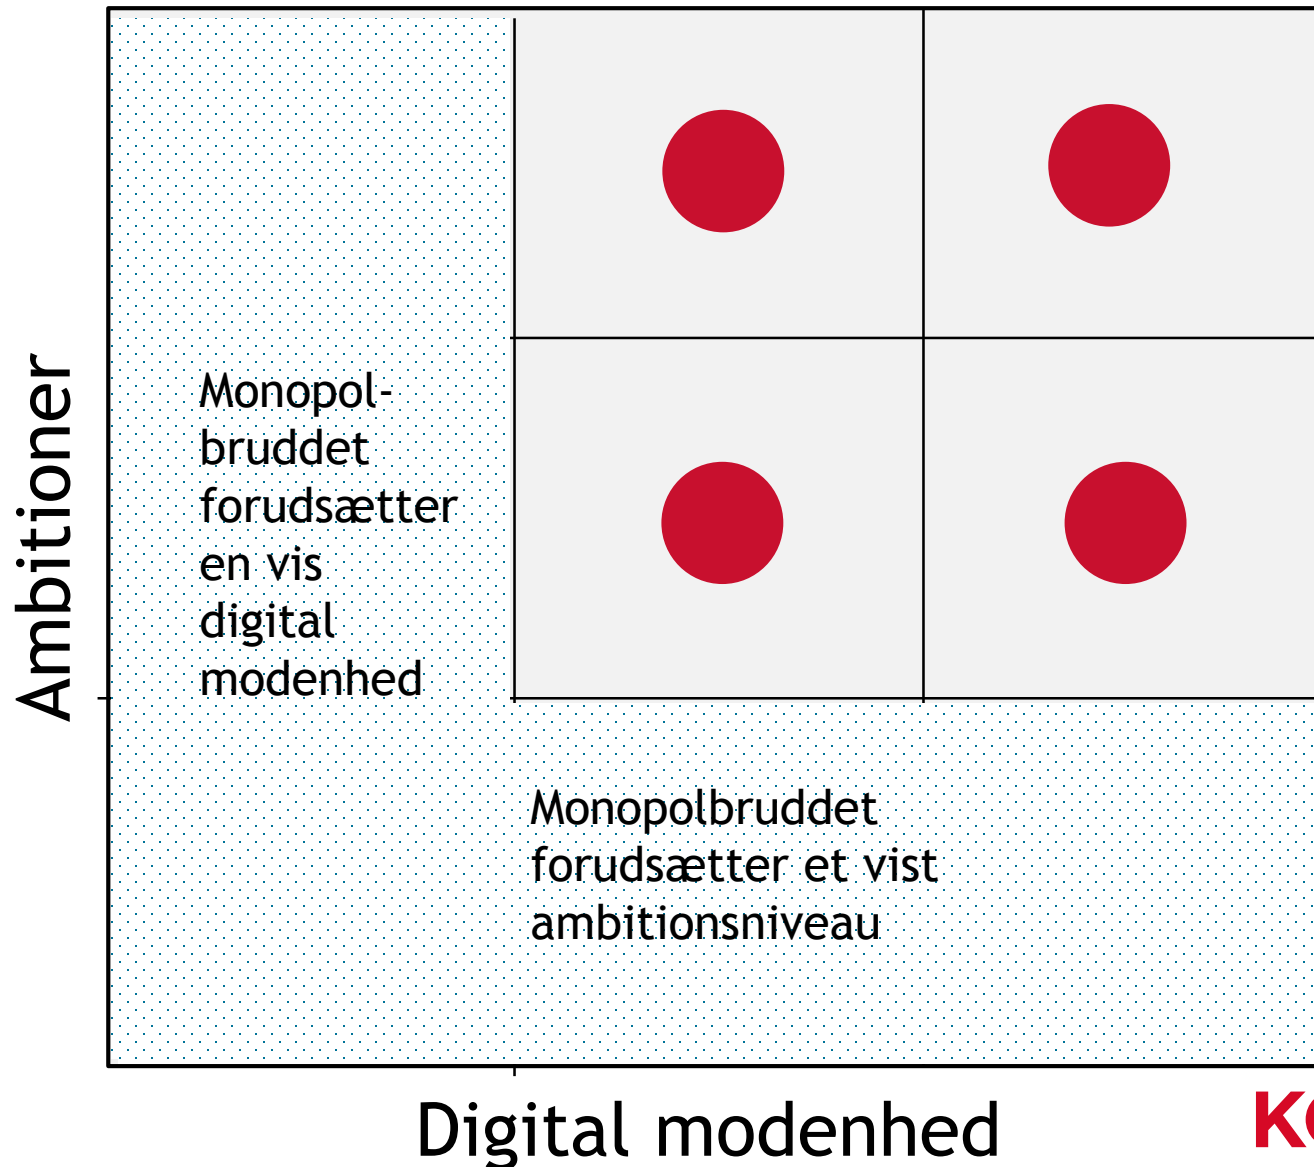 Ambitioner
Monopol-
bruddet
forudsætter
en vis
digital
modenhed
Monopolbruddet
forudsætter et vist
ambitionsniveau
Digital modenhed